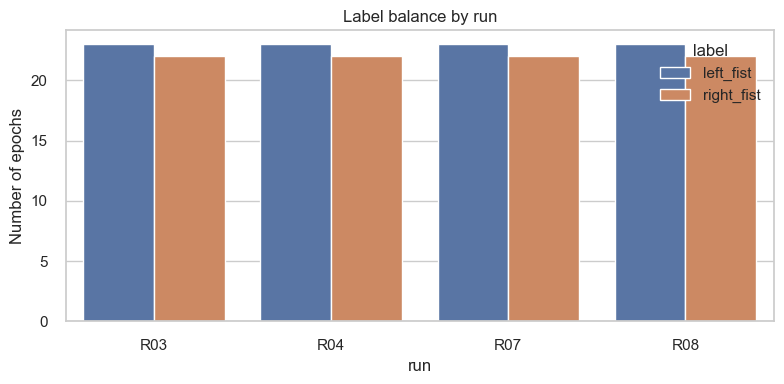 Label balance by run
label
left_fist
right_fist
Number of epochs
20
15
10
5
0
R03 R04 R07 R08
run